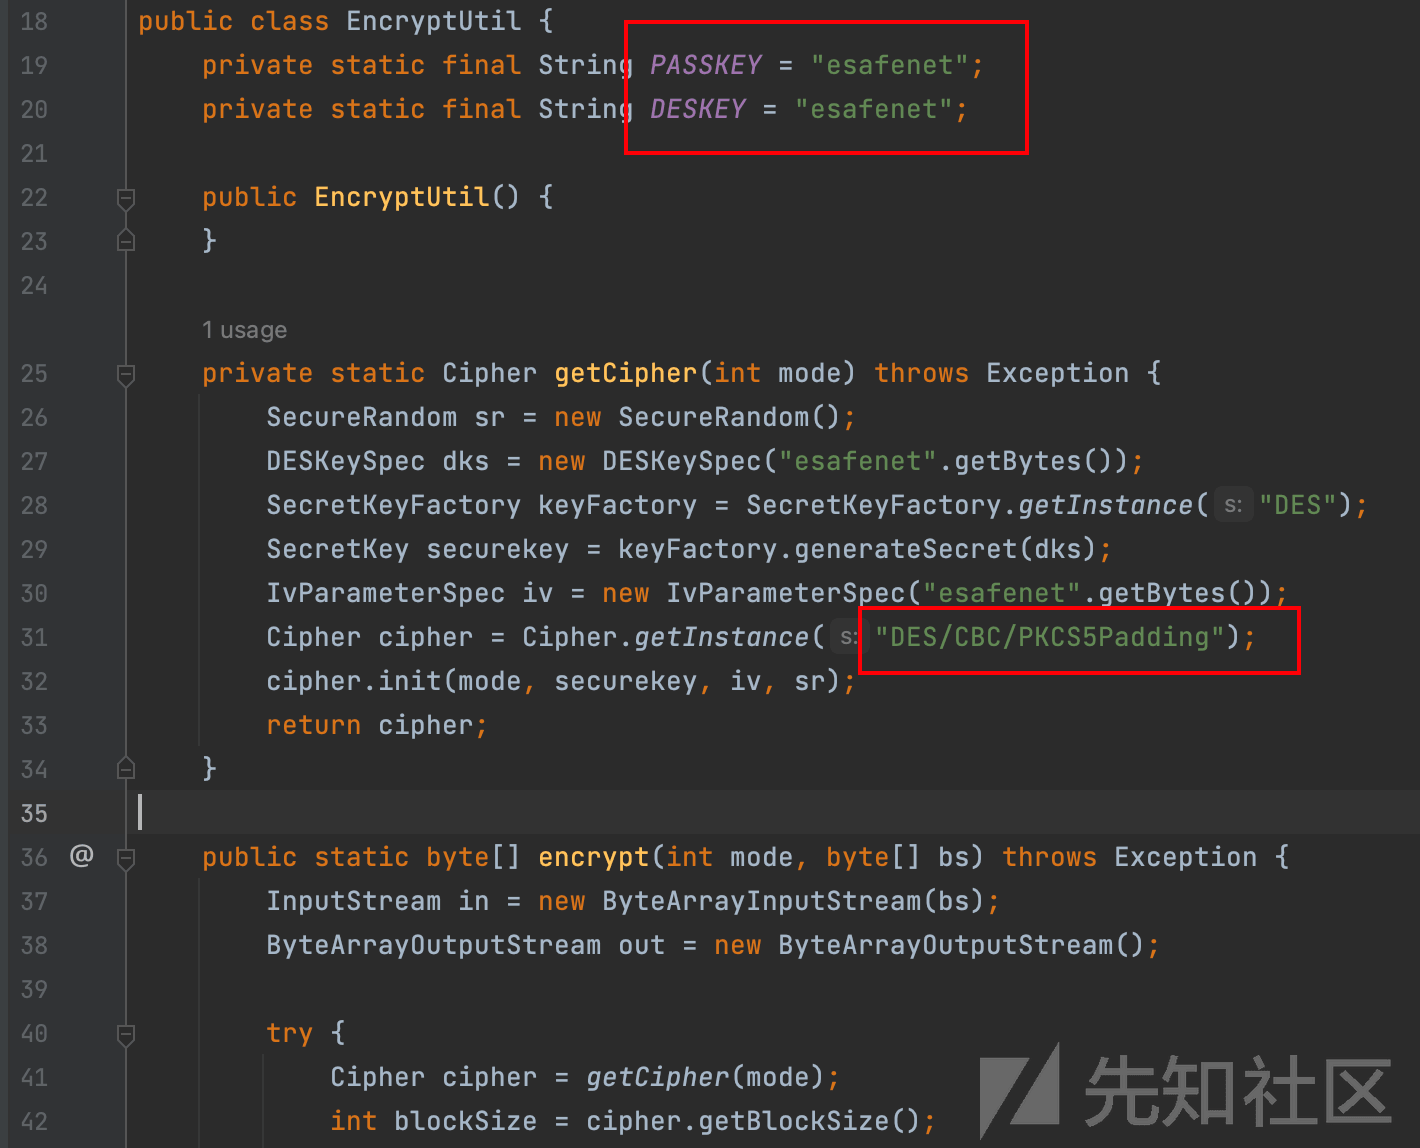 18 public class EncryptUtil {
19 private static final String PASSKEY = "esafenet";
20 private static final String DESKEY = "esafenet";
21
22 public EncryptUtil() {
23 }
24
1 usage
25 private static Cipher getCipher(int mode) throws Exception {
26 SecureRandom sr = new SecureRandom();
27 DESKeySpec dks = new DESKeySpec("esafenet".getBytes());
28 SecretKeyFactory keyFactory = SecretKeyFactory.getInstance( s: "DES");
29 SecretKey securekey = keyFactory.generateSecret(dks);
30 IvParameterSpec iv = new IvParameterSpec("esafenet".getBytes());
31 Cipher cipher = Cipher.getInstance( s: "DES/CBC/PKCS5Padding");
32 cipher.init(mode, securekey, iv, sr);
33 return cipher;
34 }
35
36 @ public static byte[] encrypt(int mode, byte[] bs) throws Exception {
37 InputStream in = new ByteArrayInputStream(bs);
38 ByteArrayOutputStream out = new ByteArrayOutputStream();
39
40 try {
41 Cipher cipher = getCipher(mode);
42 int blockSize = cipher.getBlockSize();
先知社区